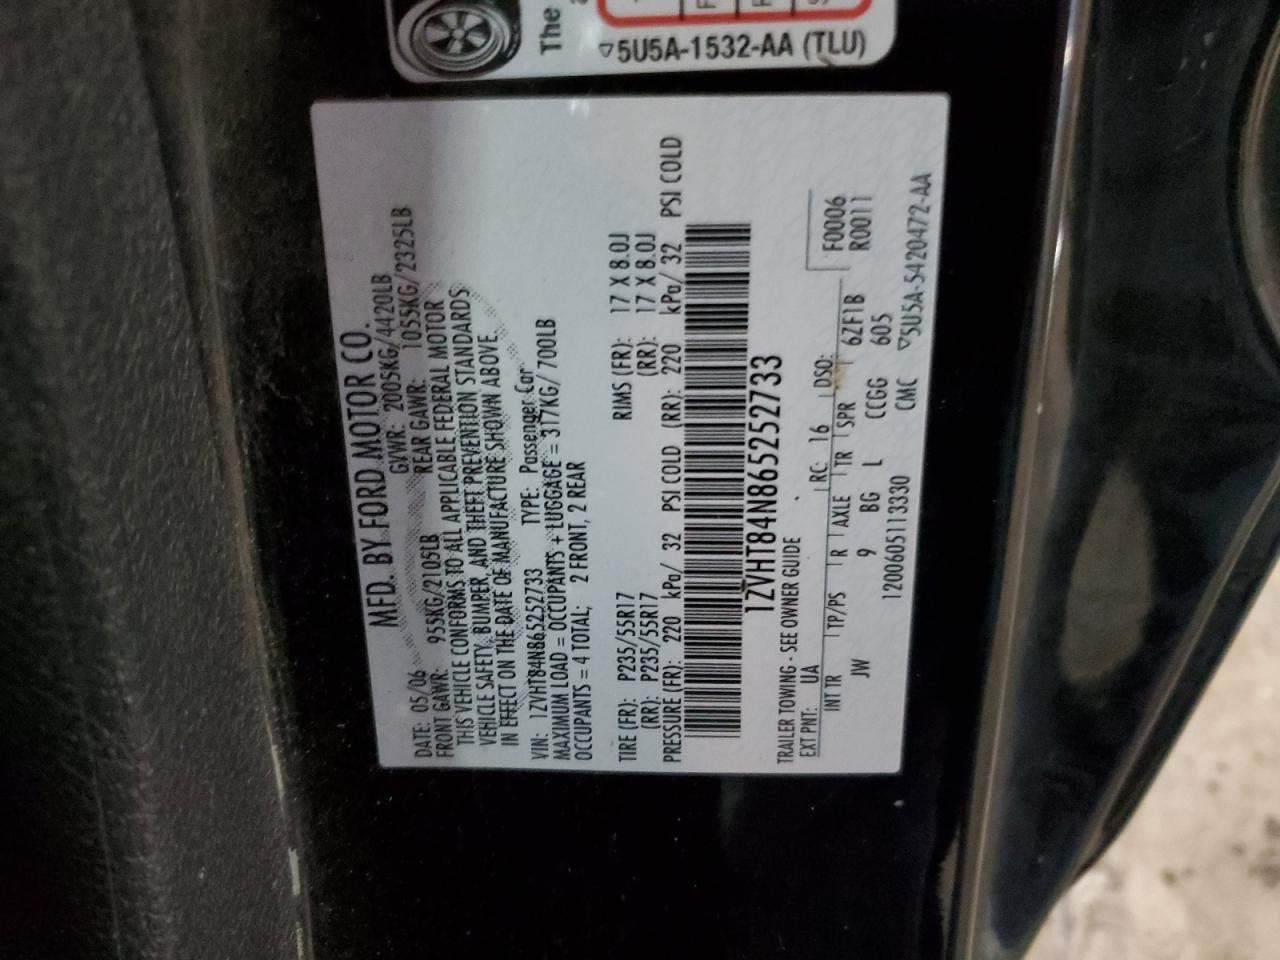 The
▽5U5A-1532-AA (TLU)
MFD. BY FORD MOTOR CO.
DATE: 05/06 GVWR: 2005KG/4420LB
FRONT GAWR: 955KG/2105LB REAR GAWR: 1055KG/2325LB
THIS VEHICLE CONFORMS TO ALL APPLICABLE FEDERAL MOTOR
VEHICLE SAFETY, BUMPER, AND THEFT PREVENTION STANDARDS
IN EFFECT ON THE DATE OF MANUFACTURE SHOWN ABOVE.
VIN: 1ZVHT84N865252733 TYPE: Passenger Car
MAXIMUM LOAD = OCCUPANTS + LUGGAGE = 317KG/700LB
OCCUPANTS = 4 TOTAL; 2 FRONT, 2 REAR
TIRE (FR): P235/55R17 RIMS (FR): 17 X 8.0J
(RR): P235/55R17 (RR): 17 X 8.0J
PRESSURE (FR): 220 kPa/ 32 PSI COLD (RR): 220 kPa/ 32 PSI COLD
1ZVHT84N865252733
TRAILER TOWING - SEE OWNER GUIDE
EXT PNT: UA RC: 16 DSO:
INT TR TP/PS R AXLE TR SPR F0006
JW 9 BG L CCGG 6ZF1B R0011
605
1200605113330 CMC ▽5U5A-5420472-AA